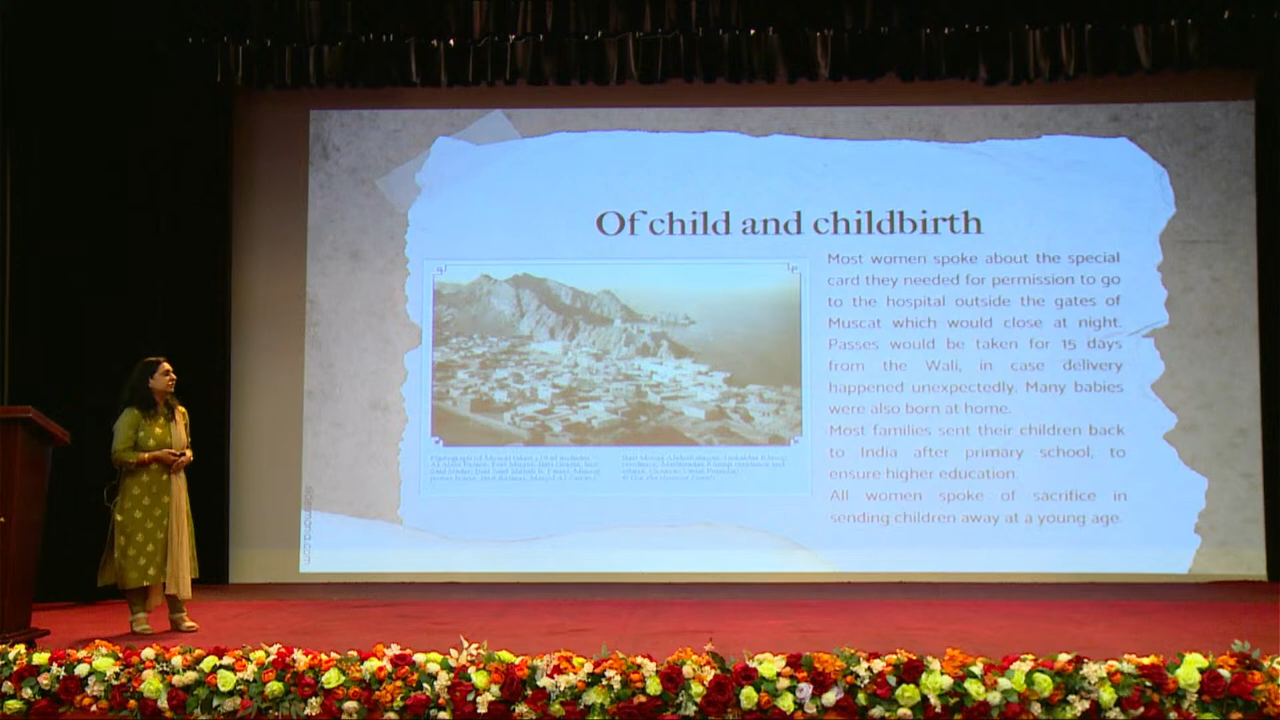 Of child and childbirth
Most women spoke about the special
card they needed for permission to go
to the hospital outside the gates of
Muscat which would close at night.
Passes would be taken for 15 days
from the Wali, in case delivery
happened unexpectedly. Many babies
were also born at home.
Most families sent their children back
to India after primary school, to
ensure higher education.
All women spoke of sacrifice in
sending children away at a young age.